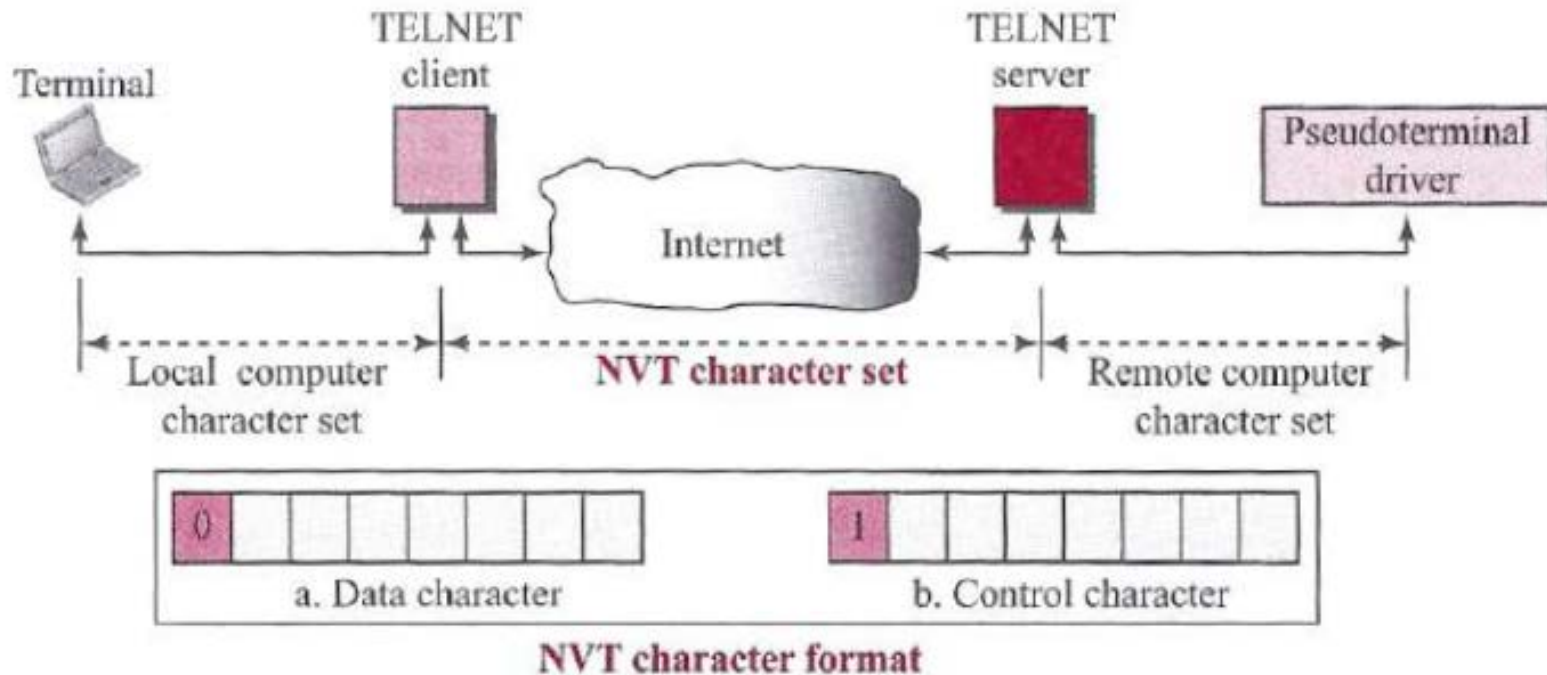 TELNET
client
TELNET
server
Terminal
Pseudoterminal
driver
Internet
Local computer
character set
NVT character set
Remote computer
character set
0
1
a. Data character
b. Control character
NVT character format